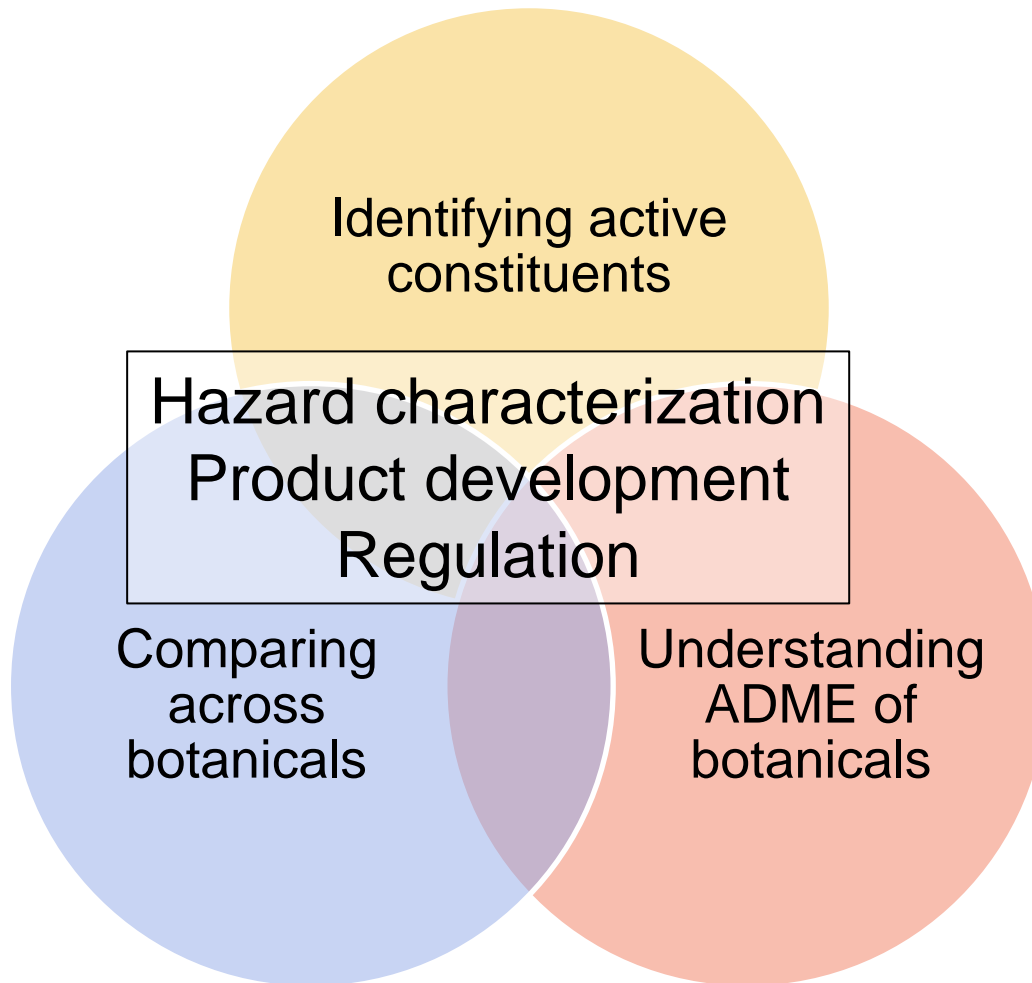 Identifying active
constituents
Hazard characterization
Product development
Regulation
Comparing
across
botanicals
Understanding
ADME of
botanicals